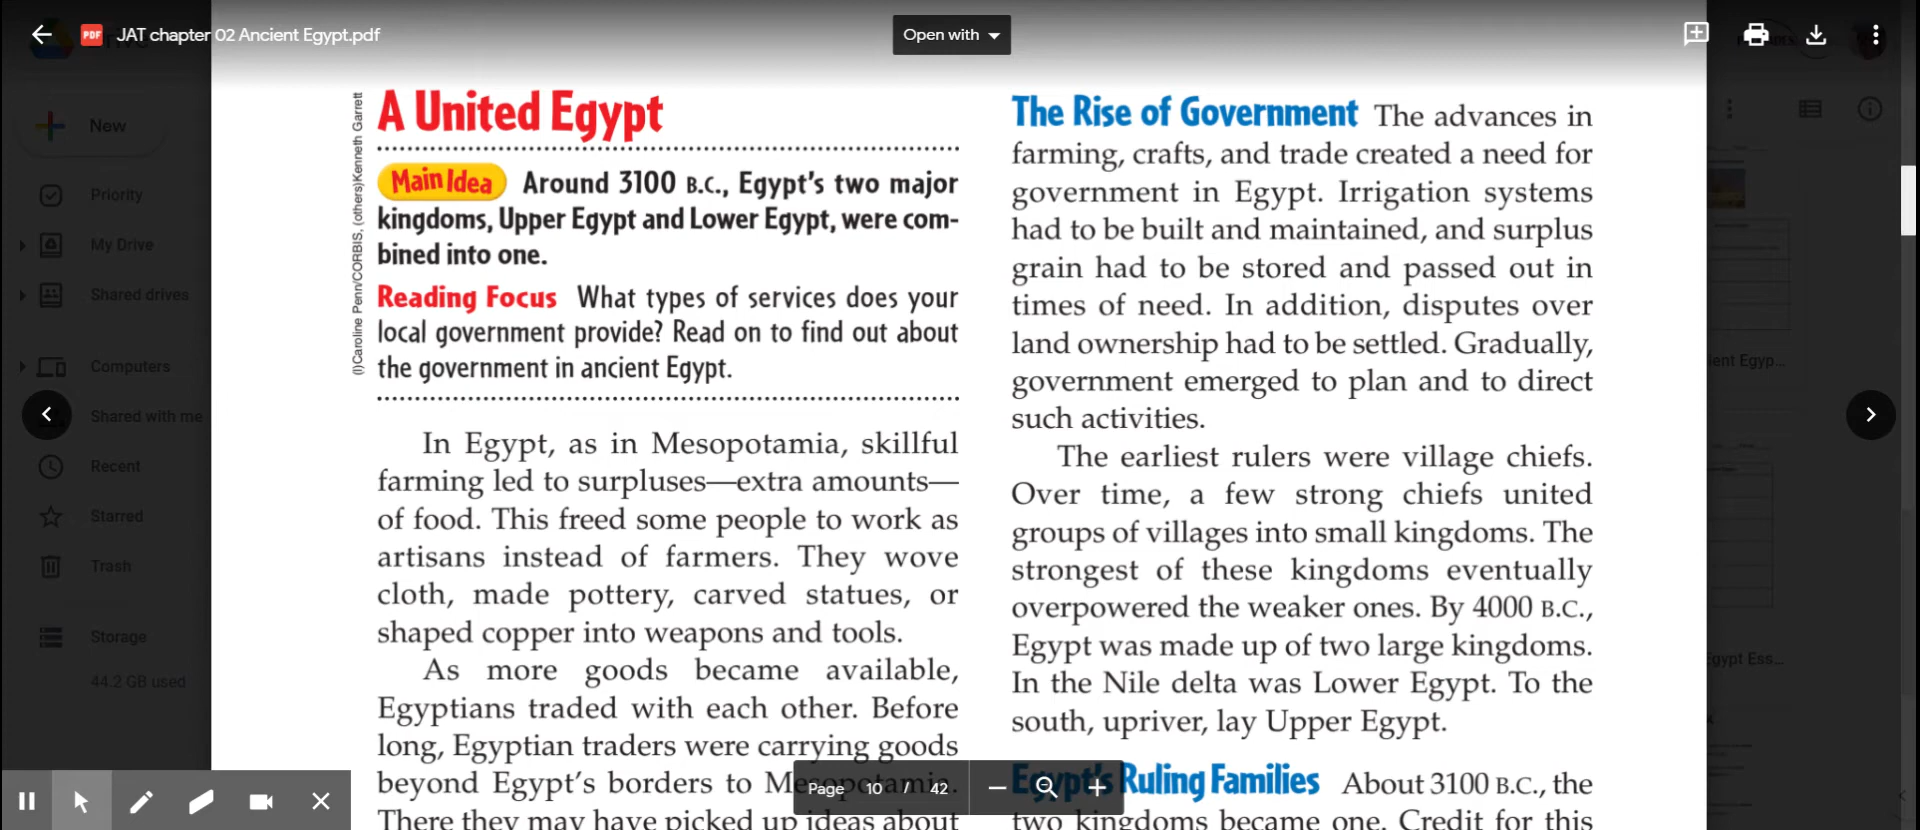 JAT chapter 02 Ancient Egypt.pdf
Open with
New
Priority
My Drive
Shared drives
Computers
Shared with me
Recent
Starred
Trash
Storage
44.2 GB used
(l)Caroline Penn/CORBIS, (others)Kenneth Garrett
A United Egypt
Main Idea Around 3100 B.C., Egypt's two major
kingdoms, Upper Egypt and Lower Egypt, were com-
bined into one.
Reading Focus What types of services does your
local government provide? Read on to find out about
the government in ancient Egypt.
In Egypt, as in Mesopotamia, skillful
farming led to surpluses—extra amounts—
of food. This freed some people to work as
artisans instead of farmers. They wove
cloth, made pottery, carved statues, or
shaped copper into weapons and tools.
As more goods became available,
Egyptians traded with each other. Before
long, Egyptian traders were carrying goods
beyond Egypt's borders to Mesopotamia.
There they may have picked up ideas about
The Rise of Government The advances in
farming, crafts, and trade created a need for
government in Egypt. Irrigation systems
had to be built and maintained, and surplus
grain had to be stored and passed out in
times of need. In addition, disputes over
land ownership had to be settled. Gradually,
government emerged to plan and to direct
such activities.
The earliest rulers were village chiefs.
Over time, a few strong chiefs united
groups of villages into small kingdoms. The
strongest of these kingdoms eventually
overpowered the weaker ones. By 4000 B.C.,
Egypt was made up of two large kingdoms.
In the Nile delta was Lower Egypt. To the
south, upriver, lay Upper Egypt.
Egypt's Ruling Families About 3100 B.C., the
two kingdoms became one. Credit for this
Page 10 / 42
ient Egyp...
Egypt Ess...